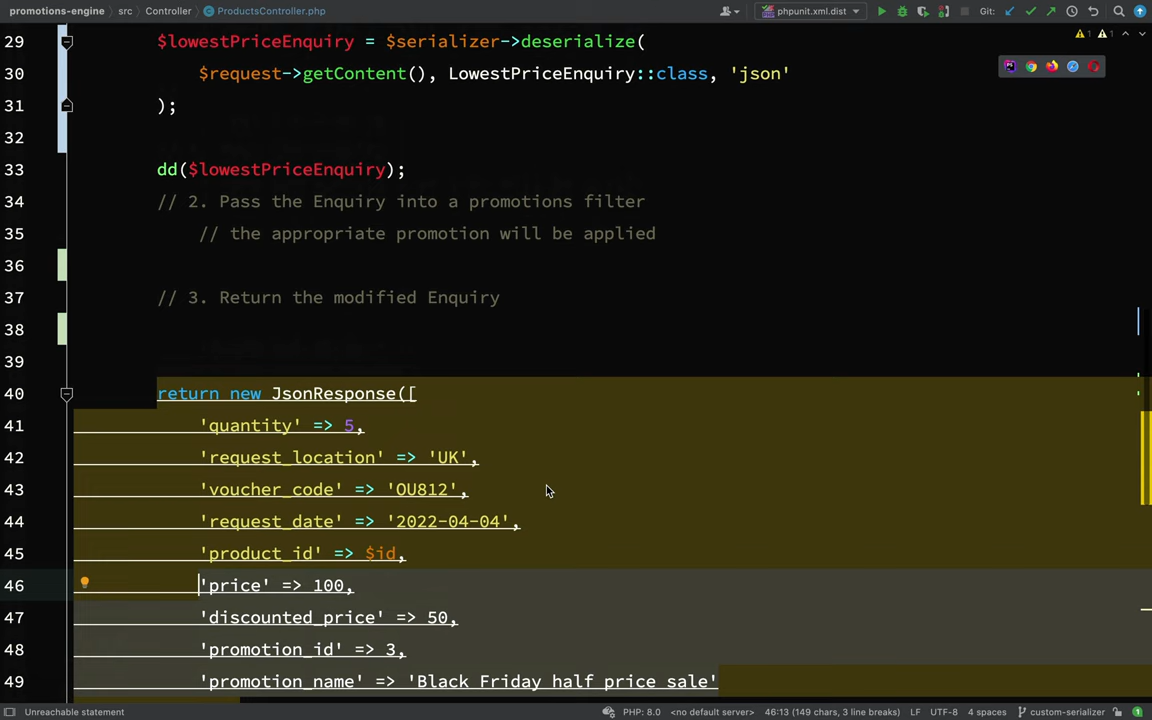 promotions-engine src Controller ProductsController.php phpunit.xml.dist Git:
29 $lowestPriceEnquiry = $serializer->deserialize(
1 1
30 $request->getContent(), LowestPriceEnquiry::class, 'json'
31 );
32
33 dd($lowestPriceEnquiry);
34 // 2. Pass the Enquiry into a promotions filter
35 // the appropriate promotion will be applied
36
37 // 3. Return the modified Enquiry
38
39
40 return new JsonResponse([
41 'quantity' => 5,
42 'request_location' => 'UK',
43 'voucher_code' => 'OU812',
44 'request_date' => '2022-04-04',
45 'product_id' => $id,
46 'price' => 100,
47 'discounted_price' => 50,
48 'promotion_id' => 3,
49 'promotion_name' => 'Black Friday half price sale'
Unreachable statement PHP: 8.0 <no default server> 46:13 (149 chars, 3 line breaks) LF UTF-8 4 spaces custom-serializer 1